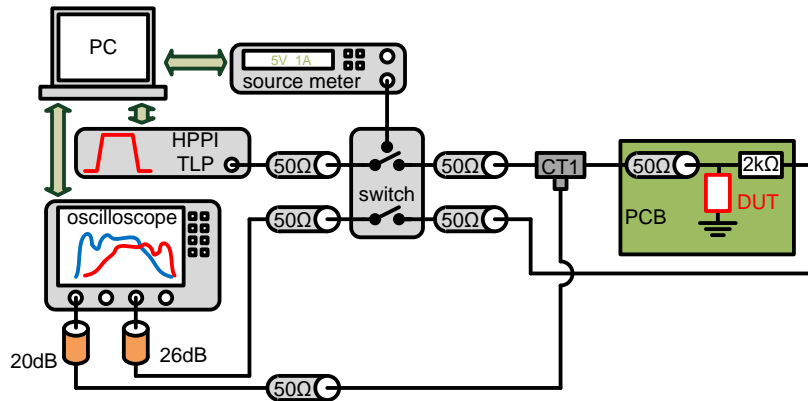 PC
5V 1A
source meter
HPPI
TLP
50Ω
50Ω
CT1
50Ω
2kΩ
switch
DUT
PCB
oscilloscope
50Ω
50Ω
20dB
26dB
50Ω